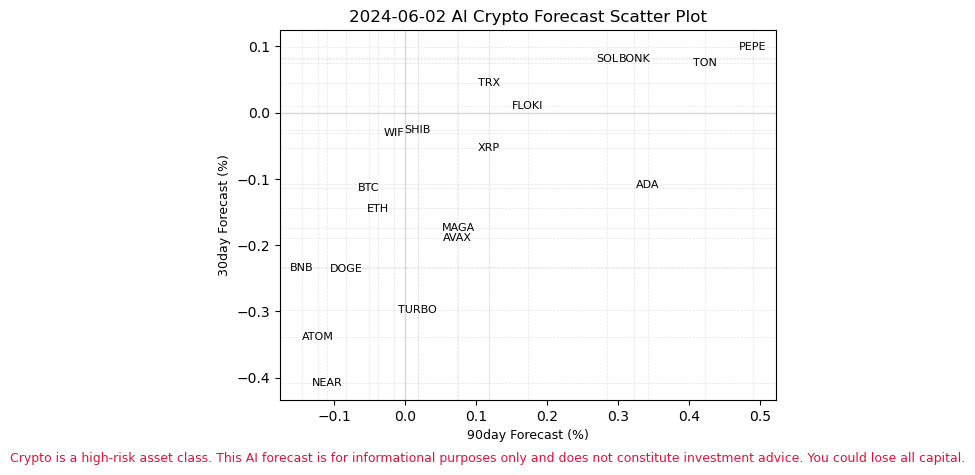 2024-06-02 AI Crypto Forecast Scatter Plot
0.1
PEPE
SOL
BONK
TON
TRX
FLOKI
0.0
WIF
SHIB
XRP
−0.1
ADA
BTC
ETH
MAGA
AVAX
−0.2
BNB
DOGE
−0.3
TURBO
ATOM
−0.4
NEAR
30day Forecast (%)
−0.1 0.0 0.1 0.2 0.3 0.4 0.5
90day Forecast (%)
Crypto is a high-risk asset class. This AI forecast is for informational purposes only and does not constitute investment advice. You could lose all capital.